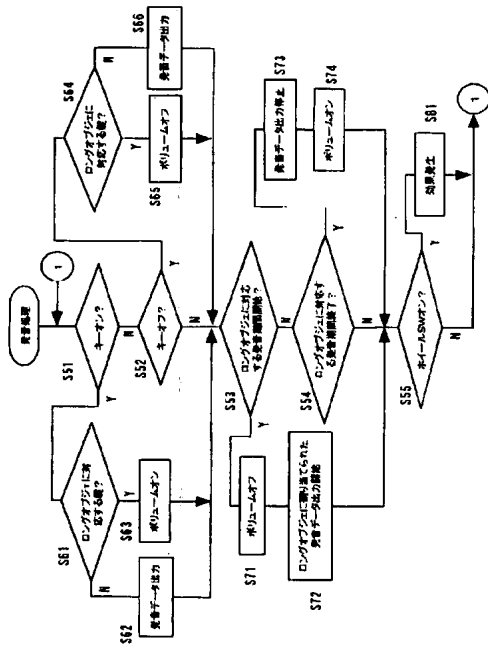 発音処理
1
S51
キーオン?
Y
N
S61
ロングオブジェに対
応する鍵?
N
Y
S62
発音データ出力
S63
ボリュームオン
S52
キーオフ?
Y
N
S64
ロングオブジェに
対応する鍵?
N
Y
S65
ボリュームオフ
S66
発音データ出力
S53
ロングオブジェに対応
する発音期間開始?
Y
N
S71
ボリュームオフ
S72
ロングオブジェに割り当てられた
発音データ出力開始
S54
ロングオブジェに対応す
る発音期間終了?
Y
N
S73
発音データ出力停止
S74
ボリュームオン
S55
ホイールSWオン?
Y
N
S81
効果発生
1